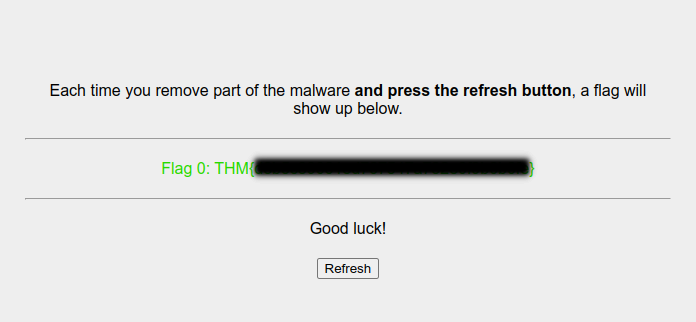 Each time you remove part of the malware and press the refresh button, a flag will
show up below.
Flag 0: THM{ }
Good luck!
Refresh